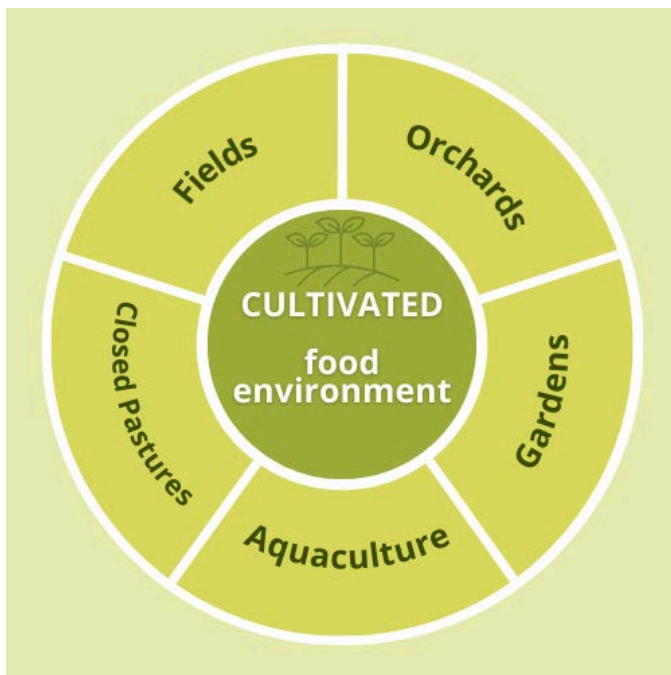 Fields
Orchards
CULTIVATED
food
environment
Closed Pastures
Gardens
Aquaculture